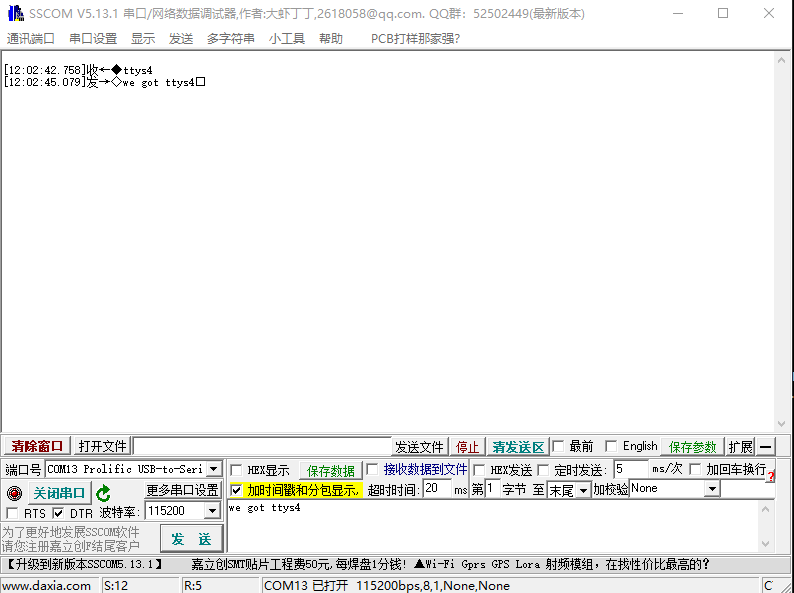 SSCOM V5.13.1 串口/网络数据调试器,作者:大虾丁丁,2618058@qq.com. QQ群：52502449(最新版本)
通讯端口 串口设置 显示 发送 多字符串 小工具 帮助 PCB打样那家强?
[12:02:42.758]收←◆ttys4
[12:02:45.079]发→◇we got ttys4□
清除窗口 打开文件 发送文件 停止 清发送区 最前 English 保存参数 扩展 —
端口号 COM13 Prolific USB-to-Seri HEX显示 保存数据 接收数据到文件 HEX发送 定时发送: 5 ms/次 加回车换行 ?
关闭串口 更多串口设置 加时间戳和分包显示, 超时时间: 20 ms 第 1 字节 至 末尾 加校验 None
RTS DTR 波特率: 115200 we got ttys4
为了更好地发展SSCOM软件
请您注册嘉立创F结尾客户
发 送
【升级到新版本SSCOM5.13.1】 嘉立创SMT贴片工程费50元,每焊盘1分钱! ▲Wi-Fi Gprs GPS Lora 射频模组，在找性价比最高的?
www.daxia.com S:12 R:5 COM13 已打开 115200bps,8,1,None,None C